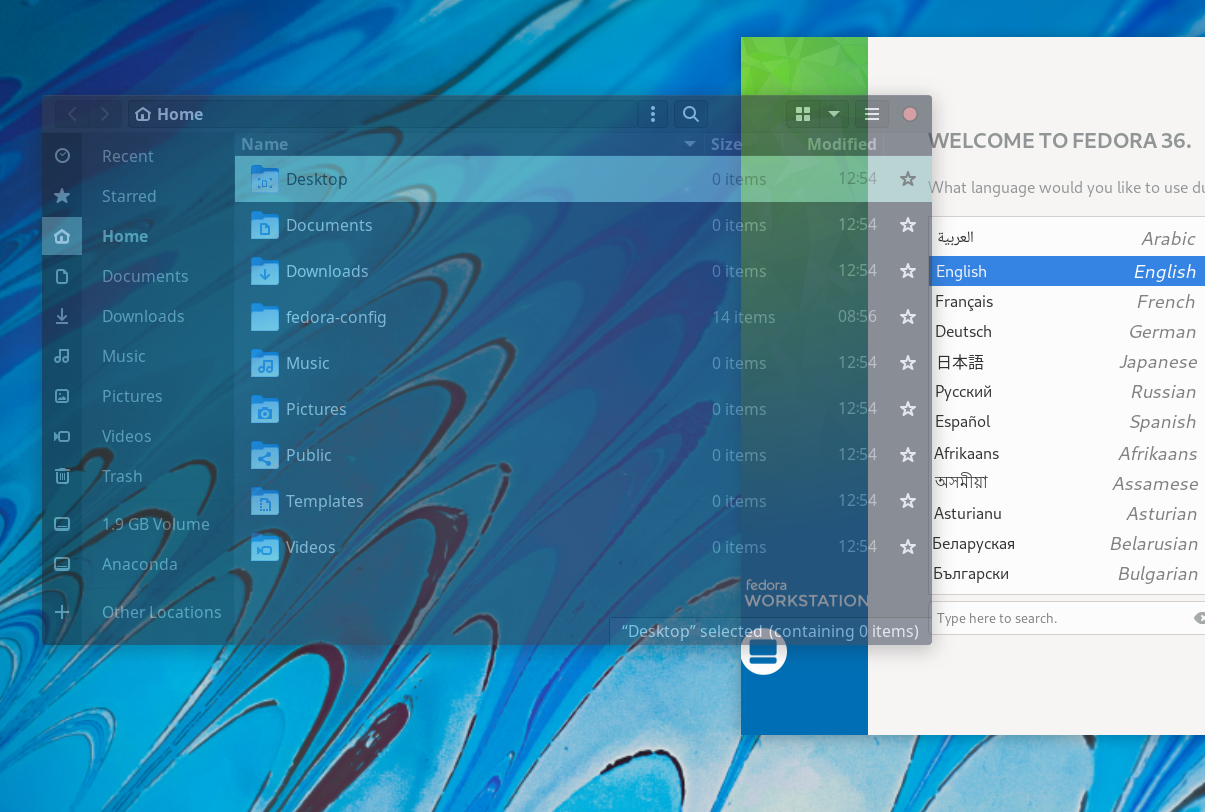 Home
Name Size Modified
Recent
Starred
Home
Documents
Downloads
Music
Pictures
Videos
Trash
1.9 GB Volume
Anaconda
Other Locations
Desktop 0 items 12:54
Documents 0 items 12:54
Downloads 0 items 12:54
fedora-config 14 items 08:56
Music 0 items 12:54
Pictures 0 items 12:54
Public 0 items 12:54
Templates 0 items 12:54
Videos 0 items 12:54
“Desktop” selected (containing 0 items)
fedora
WORKSTATION
WELCOME TO FEDORA 36.
What language would you like to use du
العربية Arabic
English English
Français French
Deutsch German
日本語 Japanese
Русский Russian
Español Spanish
Afrikaans Afrikaans
অসমীয়া Assamese
Asturianu Asturian
Беларуская Belarusian
Български Bulgarian
Type here to search.